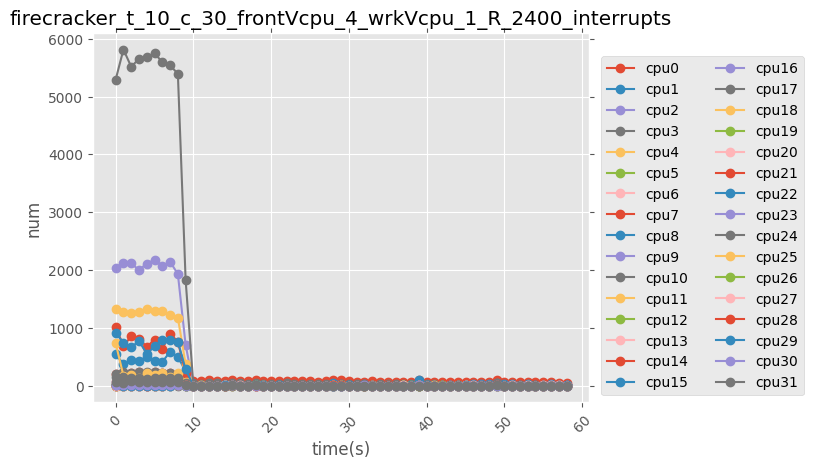 firecracker_t_10_c_30_frontVcpu_4_wrkVcpu_1_R_2400_interrupts
6000
5000
4000
3000
2000
1000
0
num
0
10
20
30
40
50
60
time(s)
cpu0
cpu1
cpu2
cpu3
cpu4
cpu5
cpu6
cpu7
cpu8
cpu9
cpu10
cpu11
cpu12
cpu13
cpu14
cpu15
cpu16
cpu17
cpu18
cpu19
cpu20
cpu21
cpu22
cpu23
cpu24
cpu25
cpu26
cpu27
cpu28
cpu29
cpu30
cpu31